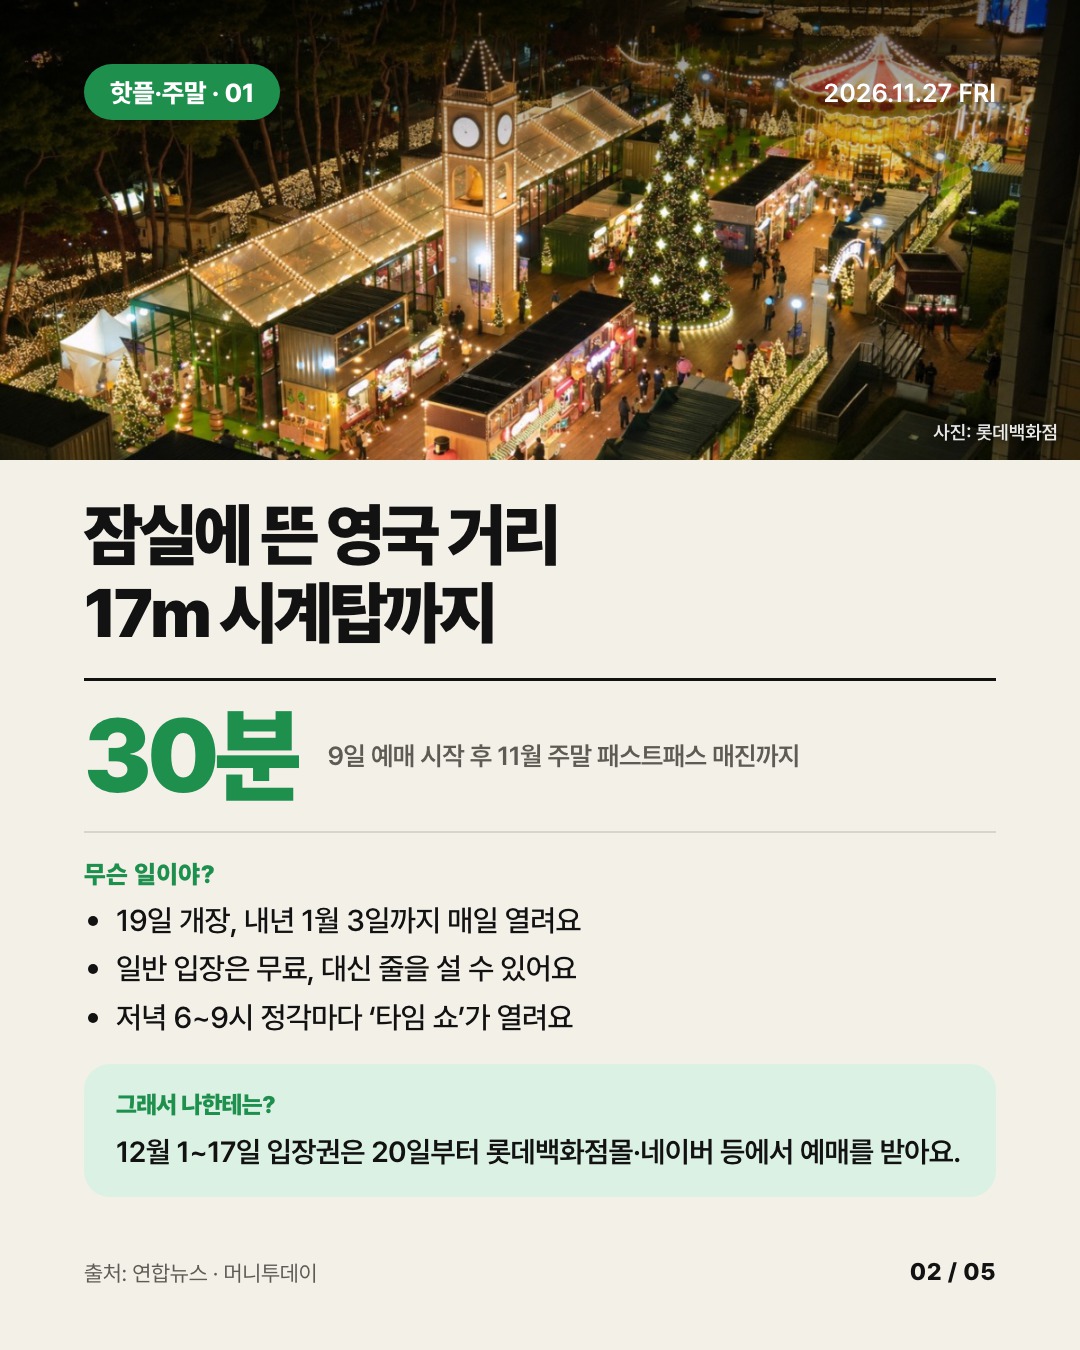 핫플·주말 · 01
2026.11.27 FRI
사진: 롯데백화점
잠실에 뜬 영국 거리
17m 시계탑까지
30분
9일 예매 시작 후 11월 주말 패스트패스 매진까지
무슨 일이야?
• 19일 개장, 내년 1월 3일까지 매일 열려요
• 일반 입장은 무료, 대신 줄을 설 수 있어요
• 저녁 6~9시 정각마다 ‘타임 쇼’가 열려요
그래서 나한테는?
12월 1~17일 입장권은 20일부터 롯데백화점몰·네이버 등에서 예매를 받아요.
출처: 연합뉴스 · 머니투데이
02 / 05